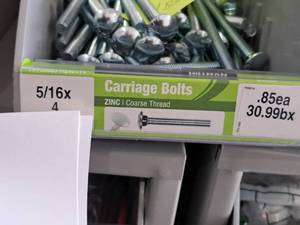 5/16x
4
Carriage Bolts
ZINC | Coarse Thread
.85ea
30.99bx